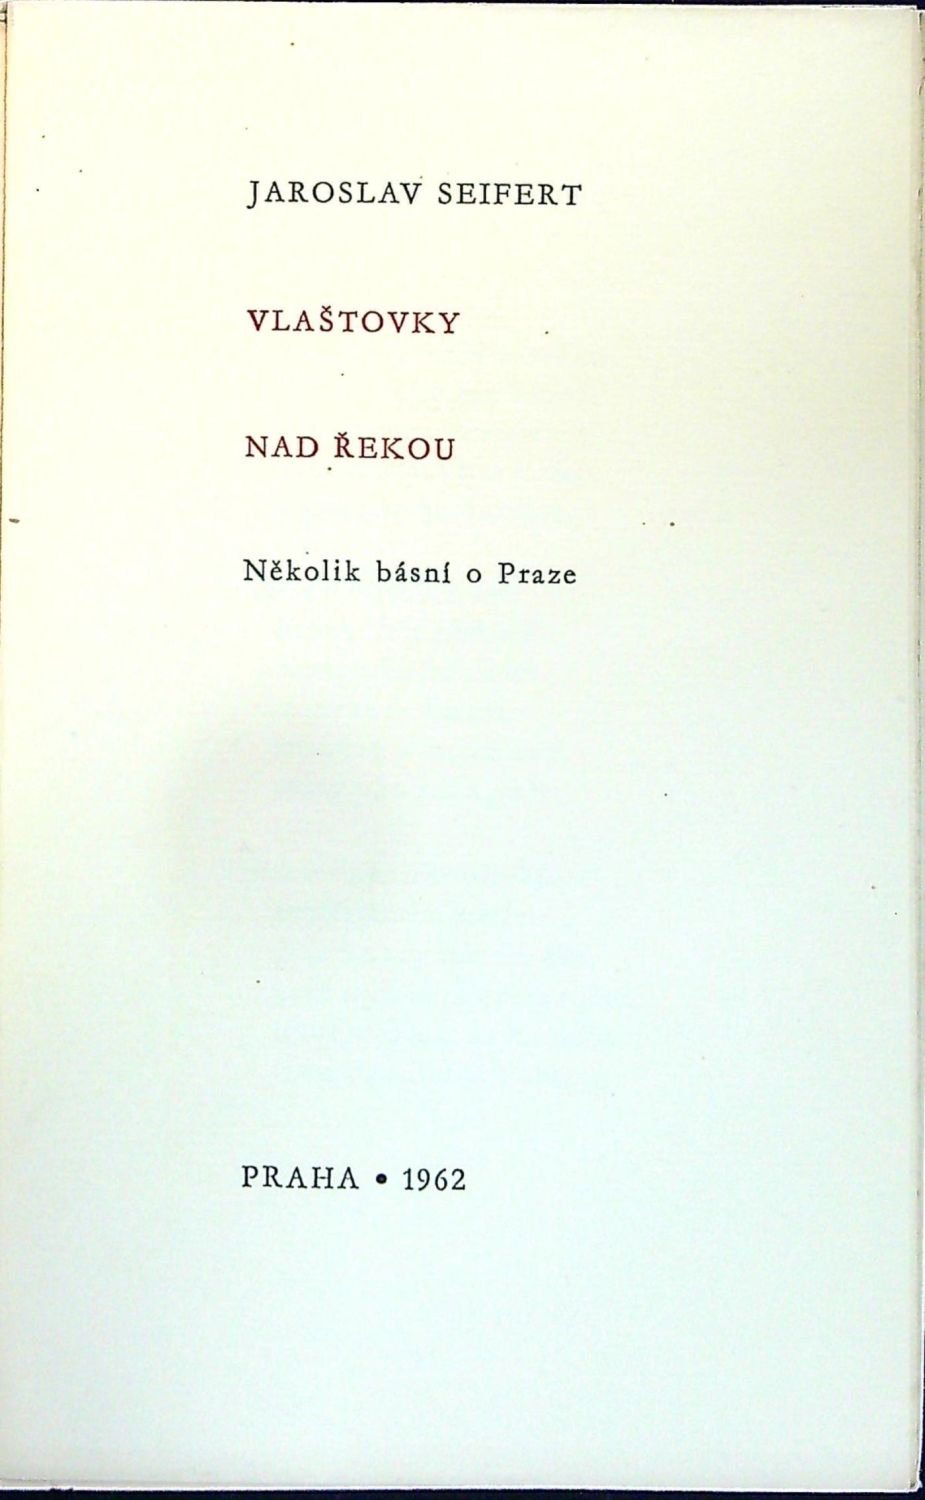 JAROSLAV SEIFERT
VLAŠTOVKY
NAD ŘEKOU
Několik básní o Praze
PRAHA • 1962